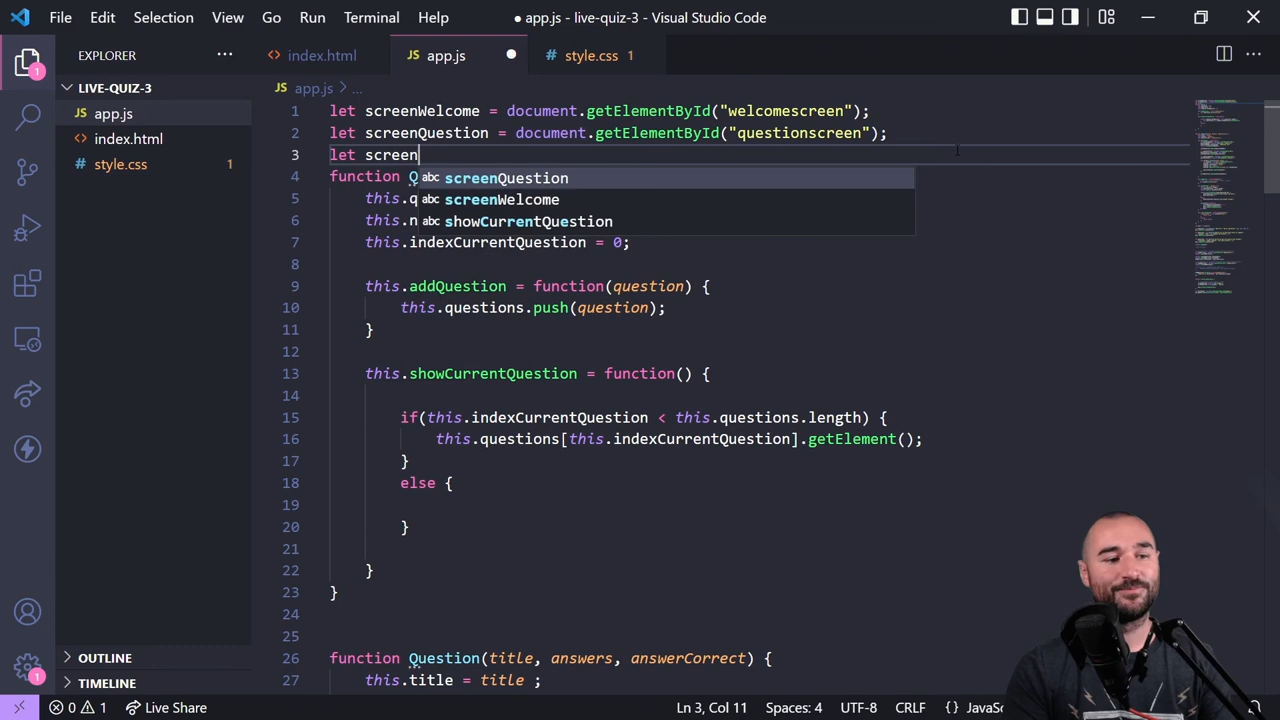 File Edit Selection View Go Run Terminal Help
● app.js - live-quiz-3 - Visual Studio Code
EXPLORER ···
<> index.html
JS app.js ●
# style.css 1
1
LIVE-QUIZ-3
JS app.js
<> index.html
# style.css 1
JS app.js > ...
1 let screenWelcome = document.getElementById("welcomescreen");
2 let screenQuestion = document.getElementById("questionscreen");
3 let screen
4 function Q
abc screenQuestion
5 this.q
abc screenWelcome
6 this.n
abc showCurrentQuestion
7 this.indexCurrentQuestion = 0;
8
9 this.addQuestion = function(question) {
10 this.questions.push(question);
11 }
12
13 this.showCurrentQuestion = function() {
14
15 if(this.indexCurrentQuestion < this.questions.length) {
16 this.questions[this.indexCurrentQuestion].getElement();
17 }
18 else {
19
20 }
21
22 }
23 }
24
25
26 function Question(title, answers, answerCorrect) {
27 this.title = title ;
OUTLINE
TIMELINE
1
0 1 Live Share
Ln 3, Col 11 Spaces: 4 UTF-8 CRLF {} JavaSc